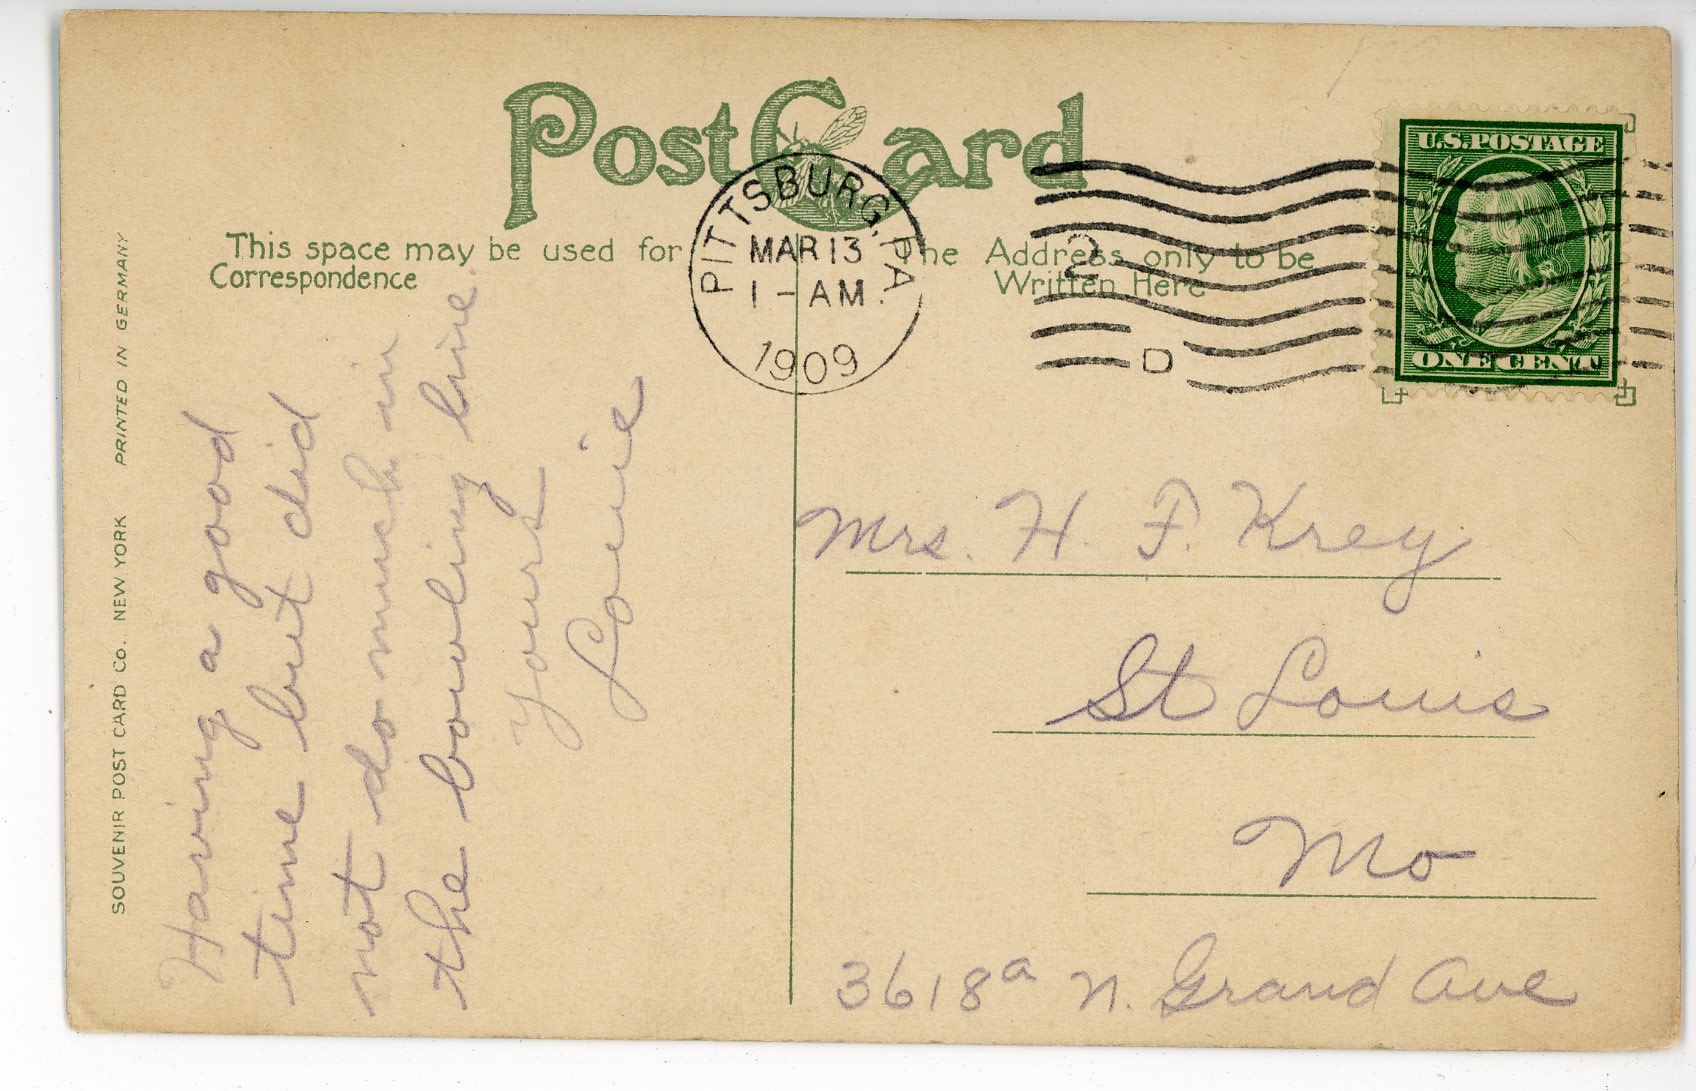 Post Card
This space may be used for
Correspondence
The Address only to be
Written Here
PITTSBURG, PA.
MAR 13
1 - AM
1909
D
U.S. POSTAGE
ONE CENT
SOUVENIR POST CARD CO. NEW YORK PRINTED IN GERMANY
Having a good
time but did
not do much in
the bowling line.
Yours
Louie
Mrs. H. F. Krey
St Louis
Mo
3618a N. Grand Ave